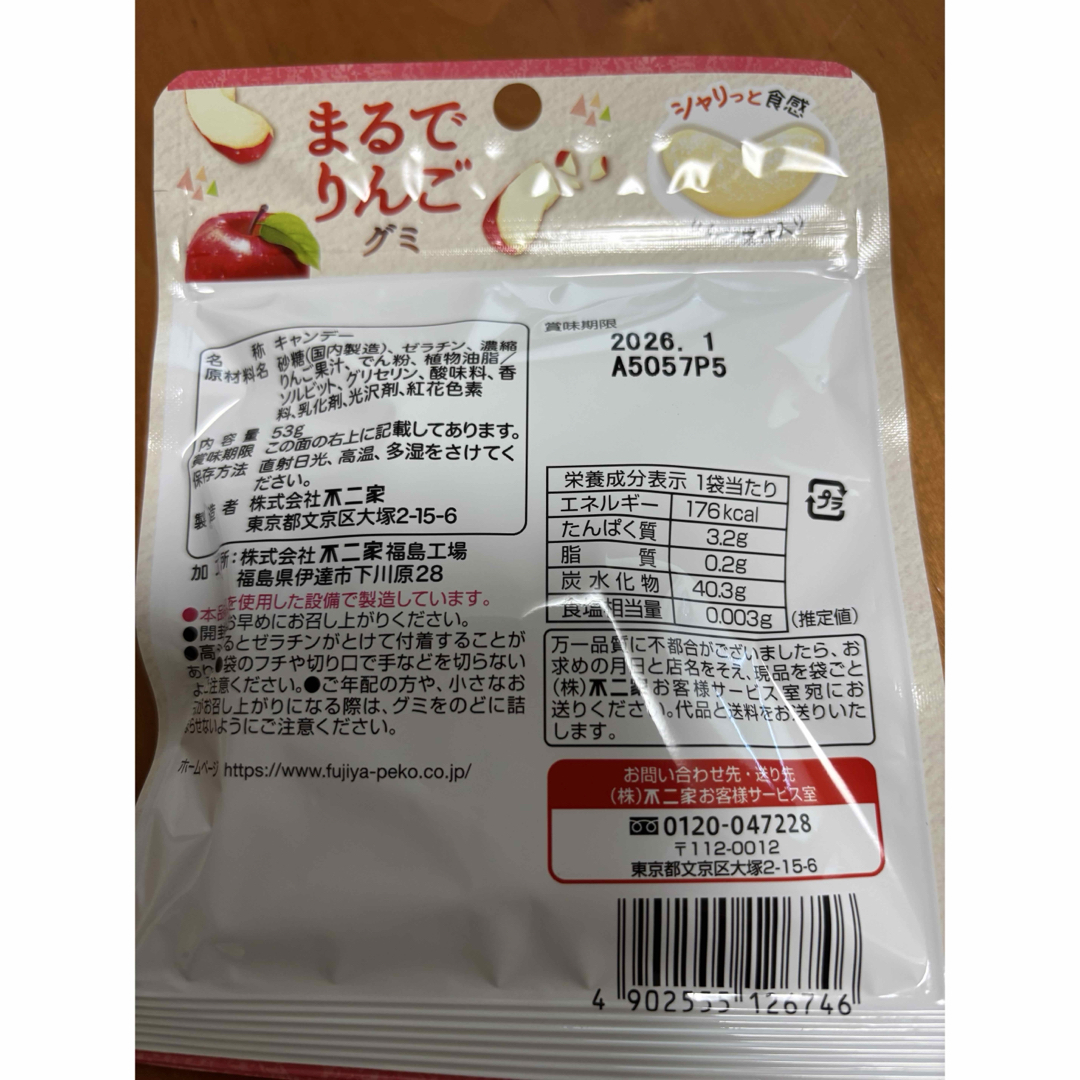 まるで
りんご
グミ
シャリっと食感
名称 キャンデー
原材料名 砂糖(国内製造)、ゼラチン、濃縮
りんご果汁、でん粉、植物油脂/
ソルビット、グリセリン、酸味料、香
料、乳化剤、光沢剤、紅花色素
内容量 53g
賞味期限 この面の右上に記載してあります。
保存方法 直射日光、高温、多湿をさけてく
ださい。
製造者 株式会社不二家
東京都文京区大塚2-15-6
加 所:株式会社不二家福島工場
福島県伊達市下川原28
●本品 を使用した設備で製造しています。
●開封 お早めにお召し上がりください。
●高 るとゼラチンがとけて付着することが
あり ●袋のフチや切り口で手などを切らない
よ ご注意ください。●ご年配の方や、小さなお
がお召し上がりになる際は、グミをのどに詰
らせないようにご注意ください。
ホームページ https://www.fujiya-peko.co.jp/
賞味期限
2026. 1
A5057P5
栄養成分表示 1袋当たり
エネルギー 176kcal
たんぱく質 3.2g
脂質 0.2g
炭水化物 40.3g
食塩相当量 0.003g (推定値)
プラ
万一品質に不都合がございましたら、お
求めの月日と店名をそえ、現品を袋ごと
(株)不二家お客様サービス室宛にお
送りください。代品と送料をお送りいた
します。
お問い合わせ先・送り先
(株)不二家お客様サービス室
0120-047228
〒112-0012
東京都文京区大塚2-15-6
4 902555 126746